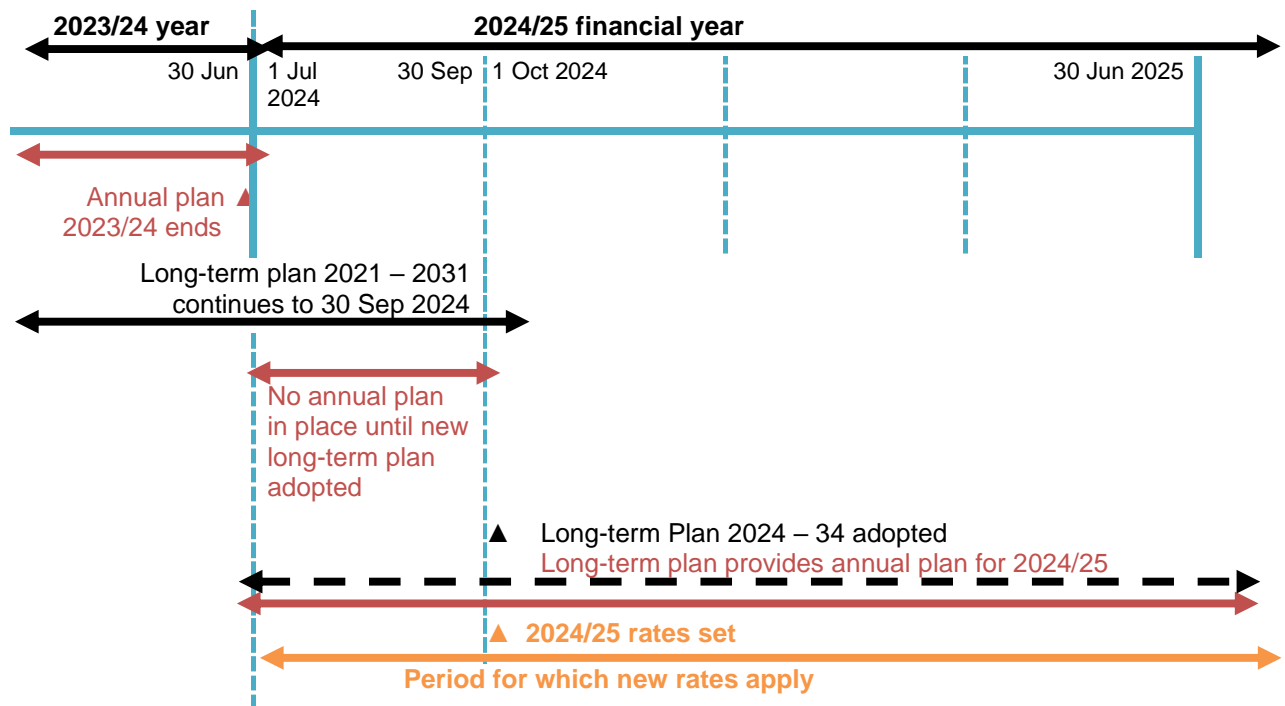 2023/24 year
2024/25 financial year
30 Jun
1 Jul
2024
30 Sep
1 Oct 2024
30 Jun 2025
Annual plan ▲
2023/24 ends
Long-term plan 2021 – 2031
continues to 30 Sep 2024
No annual plan
in place until new
long-term plan
adopted
▲ Long-term Plan 2024 – 34 adopted
Long-term plan provides annual plan for 2024/25
▲ 2024/25 rates set
Period for which new rates apply